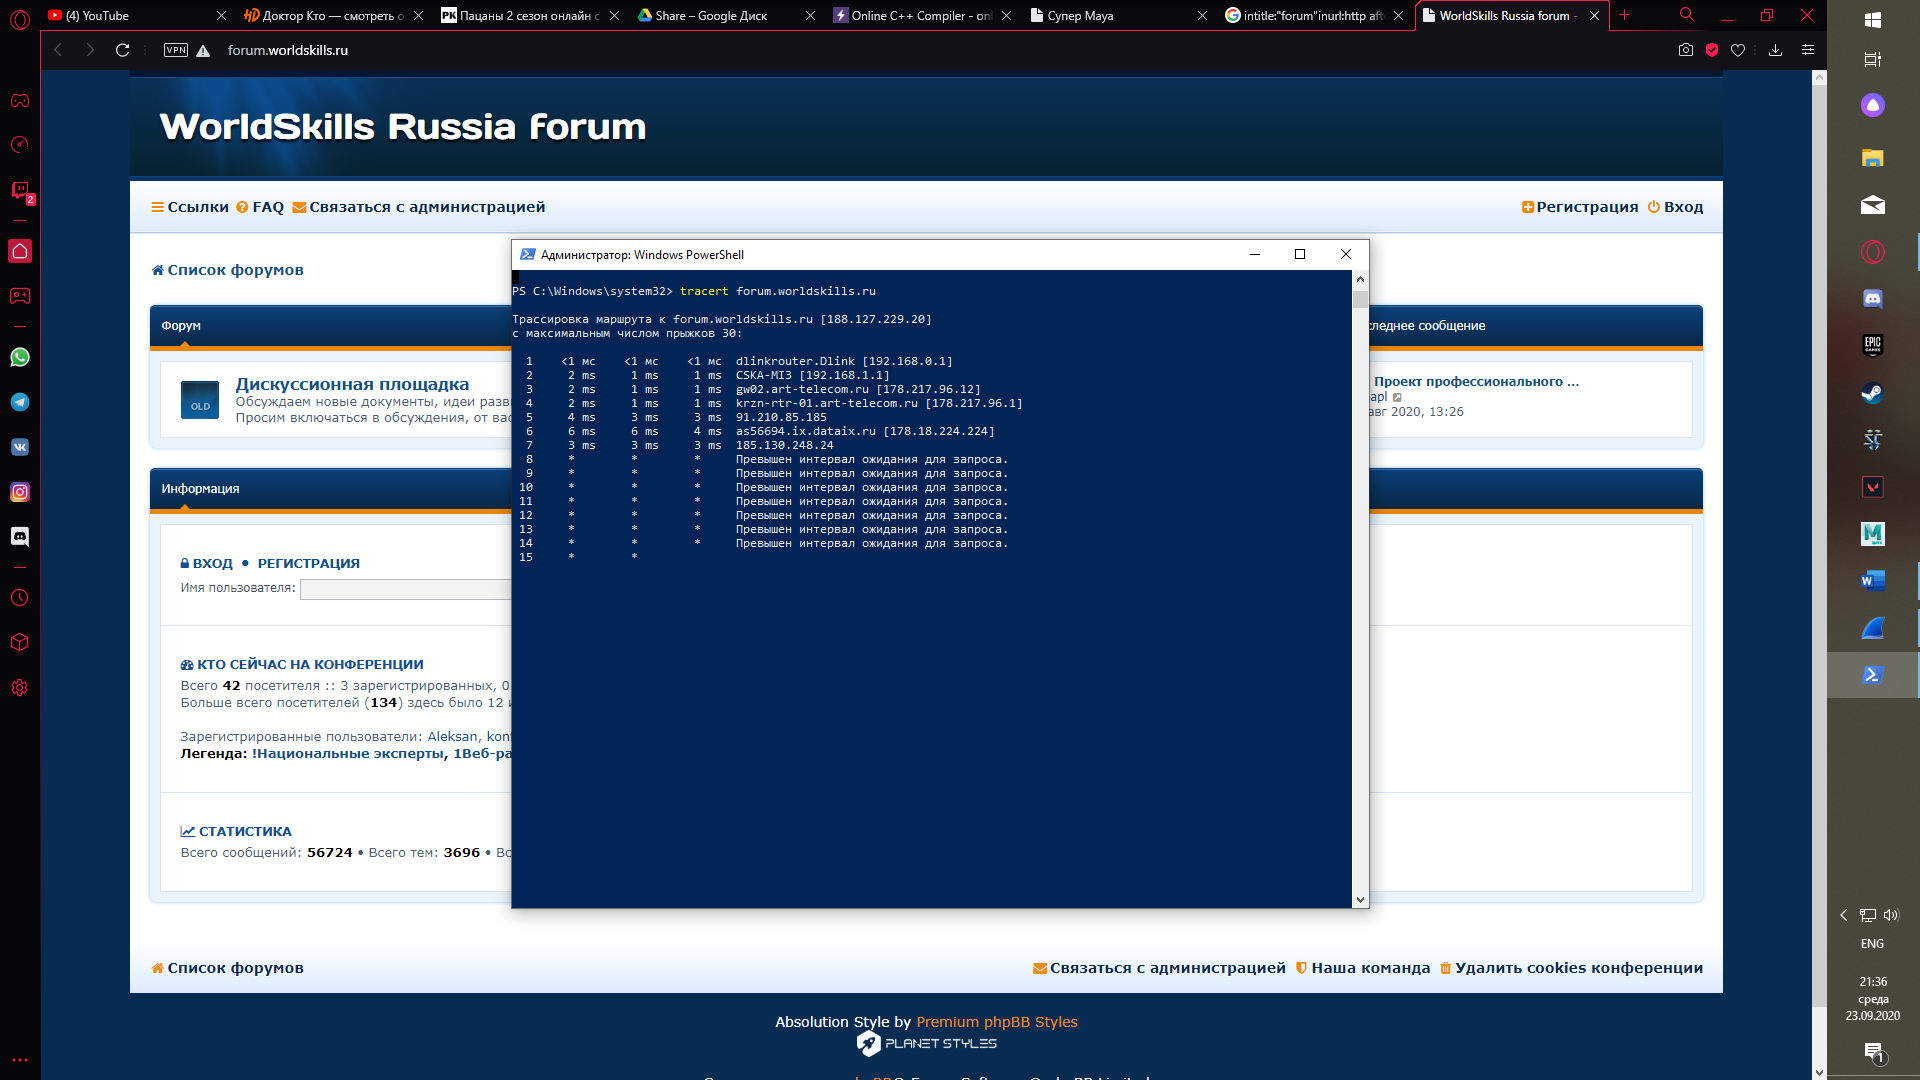 (4) YouTube
Доктор Кто — смотреть о
Пацаны 2 сезон онлайн с
Share – Google Диск
Online C++ Compiler - onl
Супер Мауа
intitle:"forum"inurl:http aft
WorldSkills Russia forum -
VPN
forum.worldskills.ru
2
WorldSkills Russia forum
Ссылки FAQ Связаться с администрацией
Регистрация Вход
Список форумов
Форум
следнее сообщение
OLD
Дискуссионная площадка
Обсуждаем новые документы, идеи разв
Просим включаться в обсуждения, от вас
Проект профессионального ...
apl
авг 2020, 13:26
Информация
ВХОД • РЕГИСТРАЦИЯ
Имя пользователя:
КТО СЕЙЧАС НА КОНФЕРЕНЦИИ
Всего 42 посетителя :: 3 зарегистрированных, 0
Больше всего посетителей (134) здесь было 12 и
Зарегистрированные пользователи: Aleksan, kon
Легенда: !Национальные эксперты, 1Веб-ра
СТАТИСТИКА
Всего сообщений: 56724 • Всего тем: 3696 • Вс
Администратор: Windows PowerShell
PS C:\Windows\system32> tracert forum.worldskills.ru
Трассировка маршрута к forum.worldskills.ru [188.127.229.20]
с максимальным числом прыжков 30:
1 <1 мс <1 мс <1 мс dlinkrouter.Dlink [192.168.0.1]
2 2 ms 1 ms 1 ms CSKA-MI3 [192.168.1.1]
3 2 ms 1 ms 1 ms gw02.art-telecom.ru [178.217.96.12]
4 2 ms 1 ms 1 ms krzn-rtr-01.art-telecom.ru [178.217.96.1]
5 4 ms 3 ms 3 ms 91.210.85.185
6 6 ms 6 ms 4 ms as56694.ix.dataix.ru [178.18.224.224]
7 3 ms 3 ms 3 ms 185.130.248.24
8 * * * Превышен интервал ожидания для запроса.
9 * * * Превышен интервал ожидания для запроса.
10 * * * Превышен интервал ожидания для запроса.
11 * * * Превышен интервал ожидания для запроса.
12 * * * Превышен интервал ожидания для запроса.
13 * * * Превышен интервал ожидания для запроса.
14 * * * Превышен интервал ожидания для запроса.
15 * *
Список форумов
Связаться с администрацией Наша команда Удалить cookies конференции
Absolution Style by Premium phpBB Styles
PLANET STYLES
EPIC GAMES
ENG
21:36
среда
23.09.2020
1